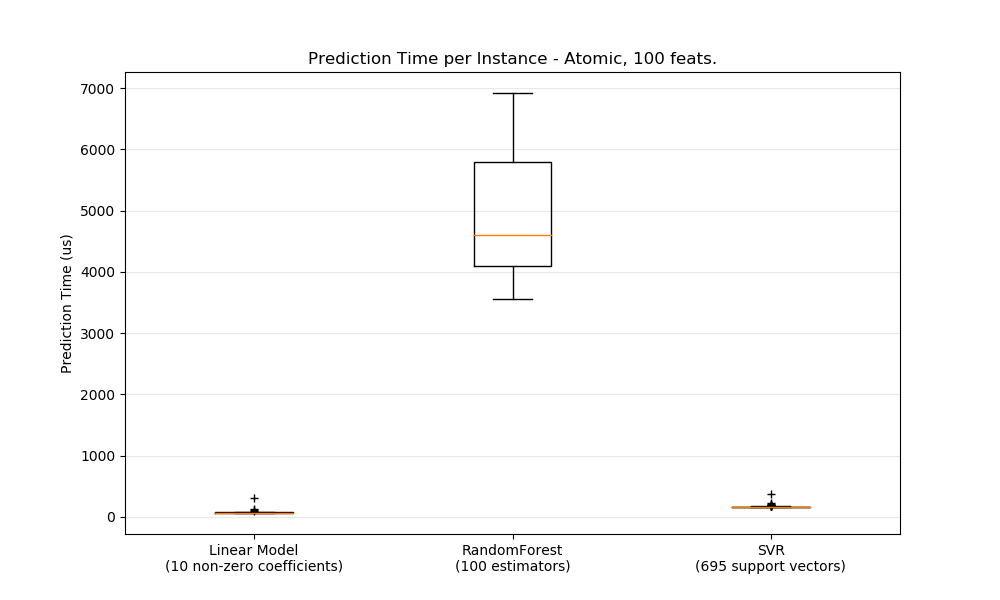 Prediction Time per Instance - Atomic, 100 feats.
Prediction Time (us)
7000
6000
5000
4000
3000
2000
1000
0
Linear Model
(10 non-zero coefficients)
RandomForest
(100 estimators)
SVR
(695 support vectors)